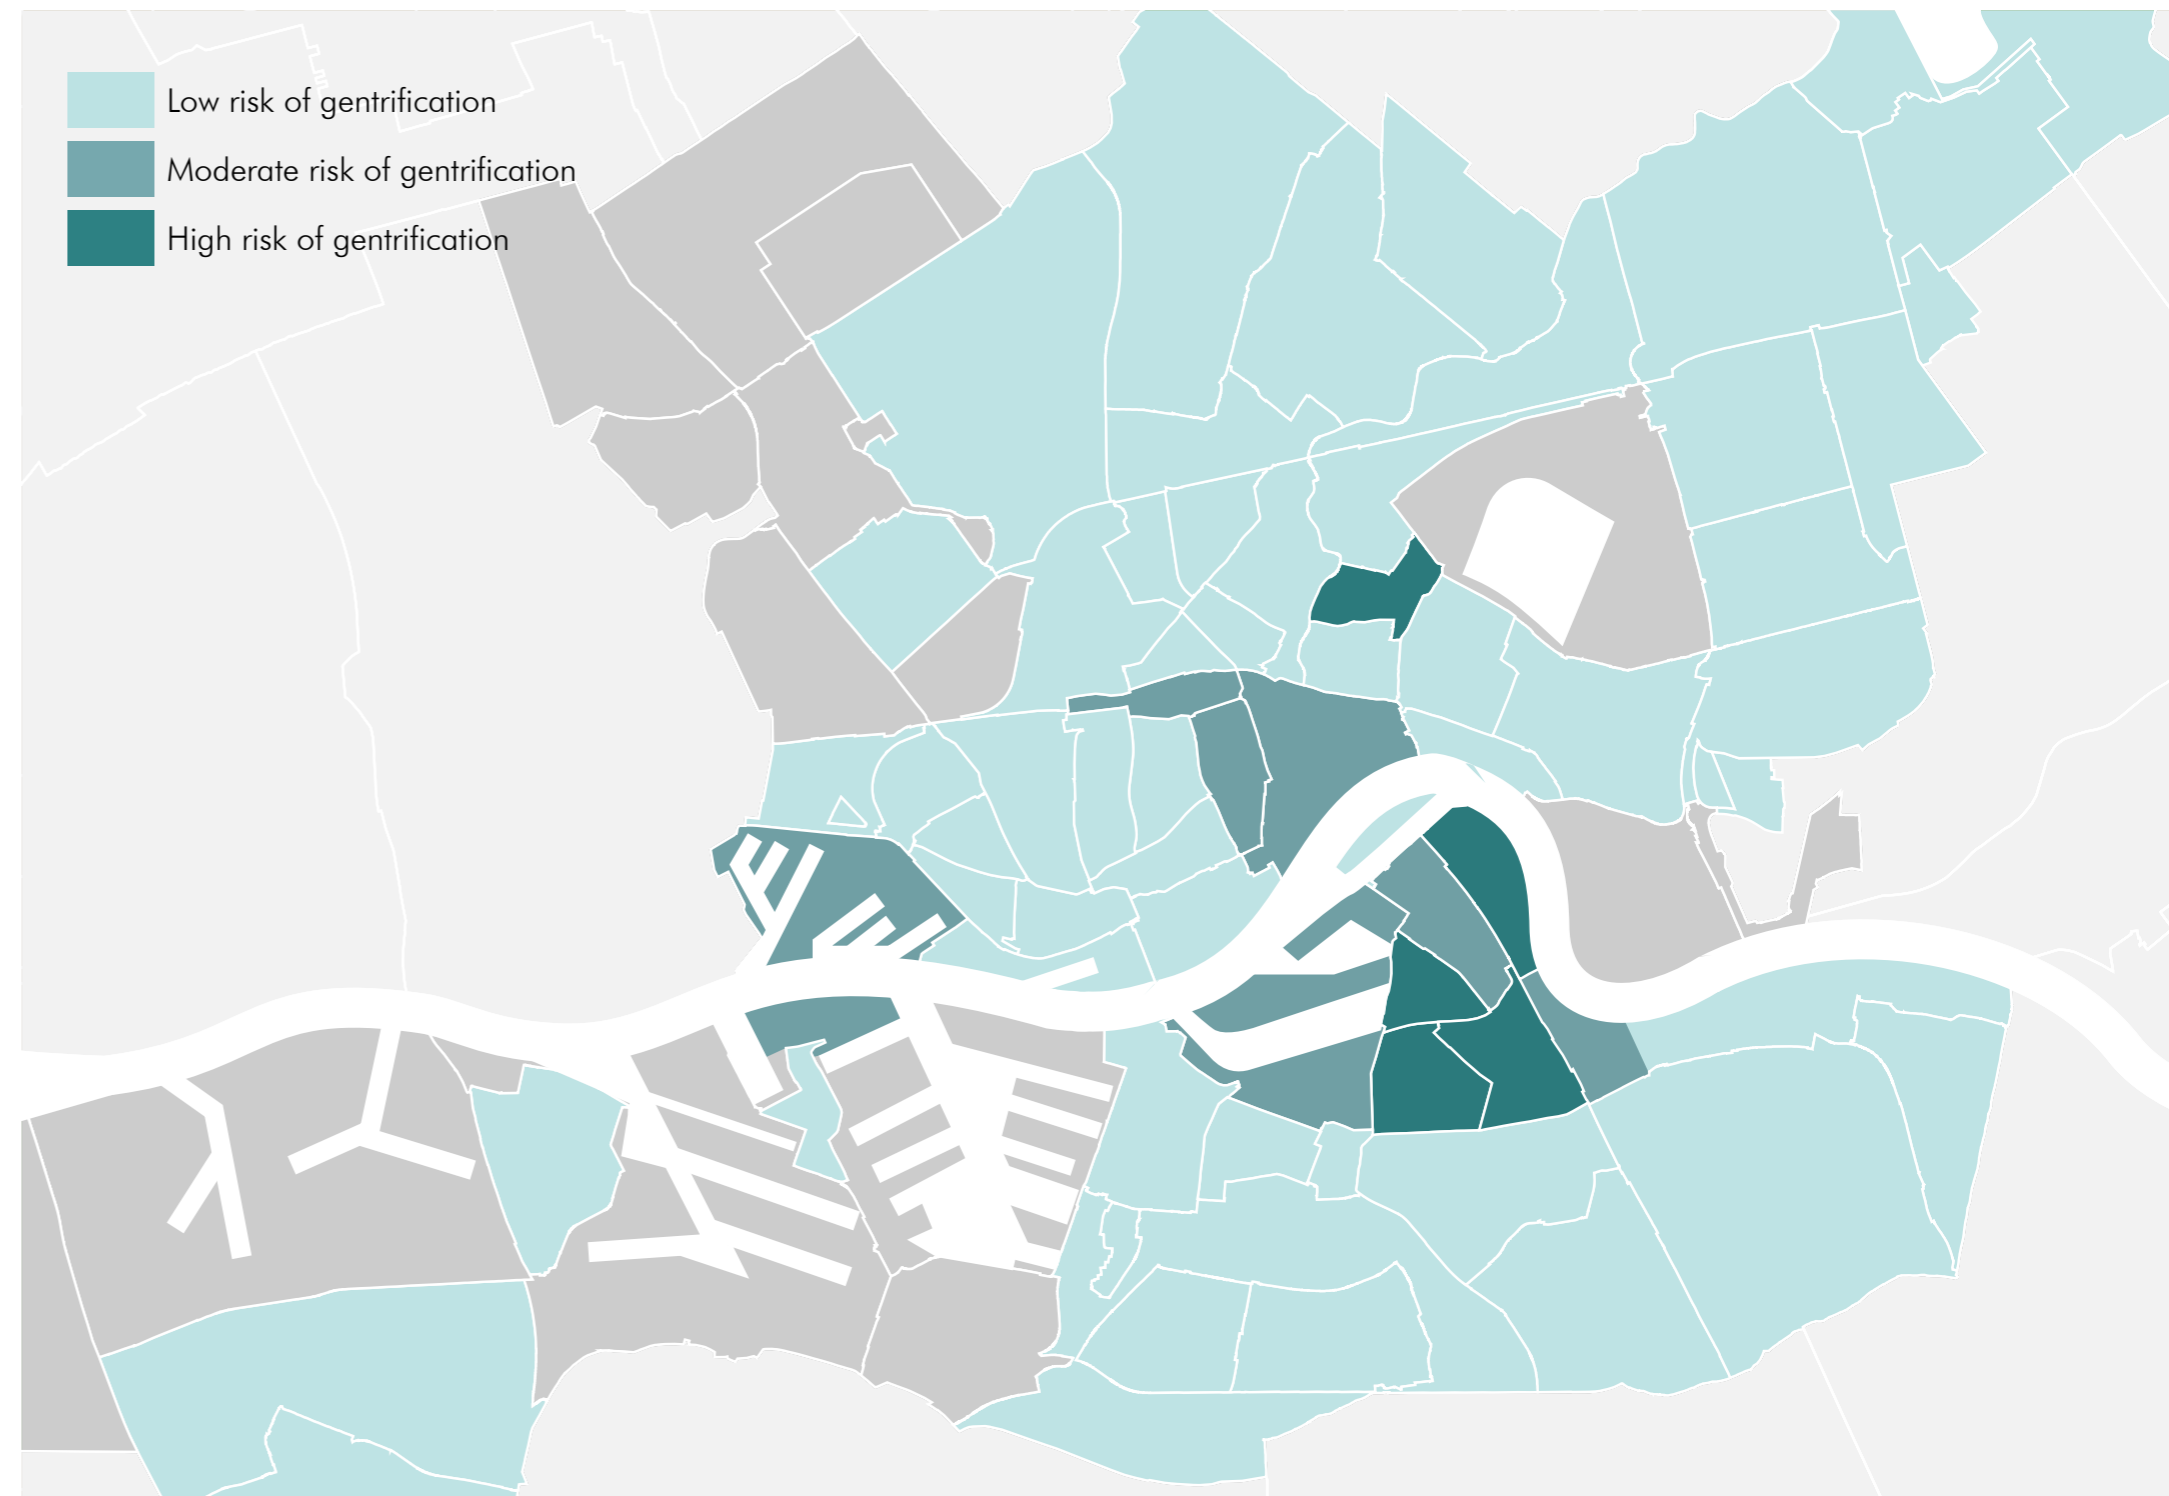 Low risk of gentrification
Moderate risk of gentrification
High risk of gentrification